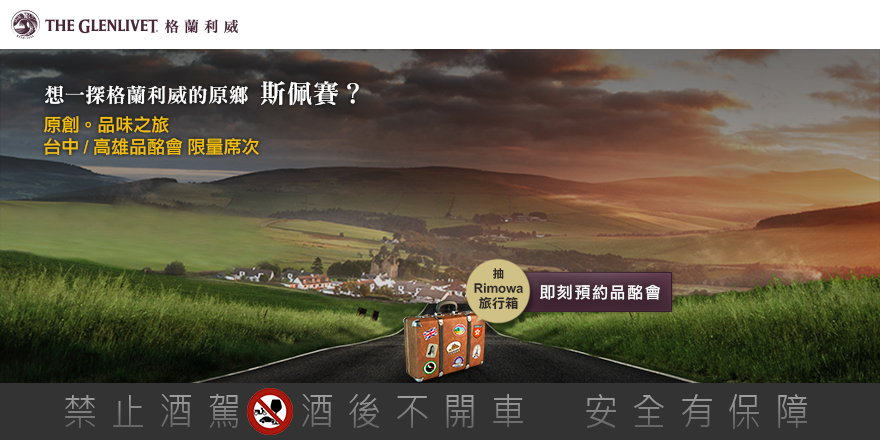 THE GLENLIVET 格蘭利威
想一探格蘭利威的原鄉 斯佩賽？
原創。品味之旅
台中 / 高雄品酩會 限量席次
抽
Rimowa
旅行箱
即刻預約品酩會
禁止酒駕 酒後不開車 安全有保障